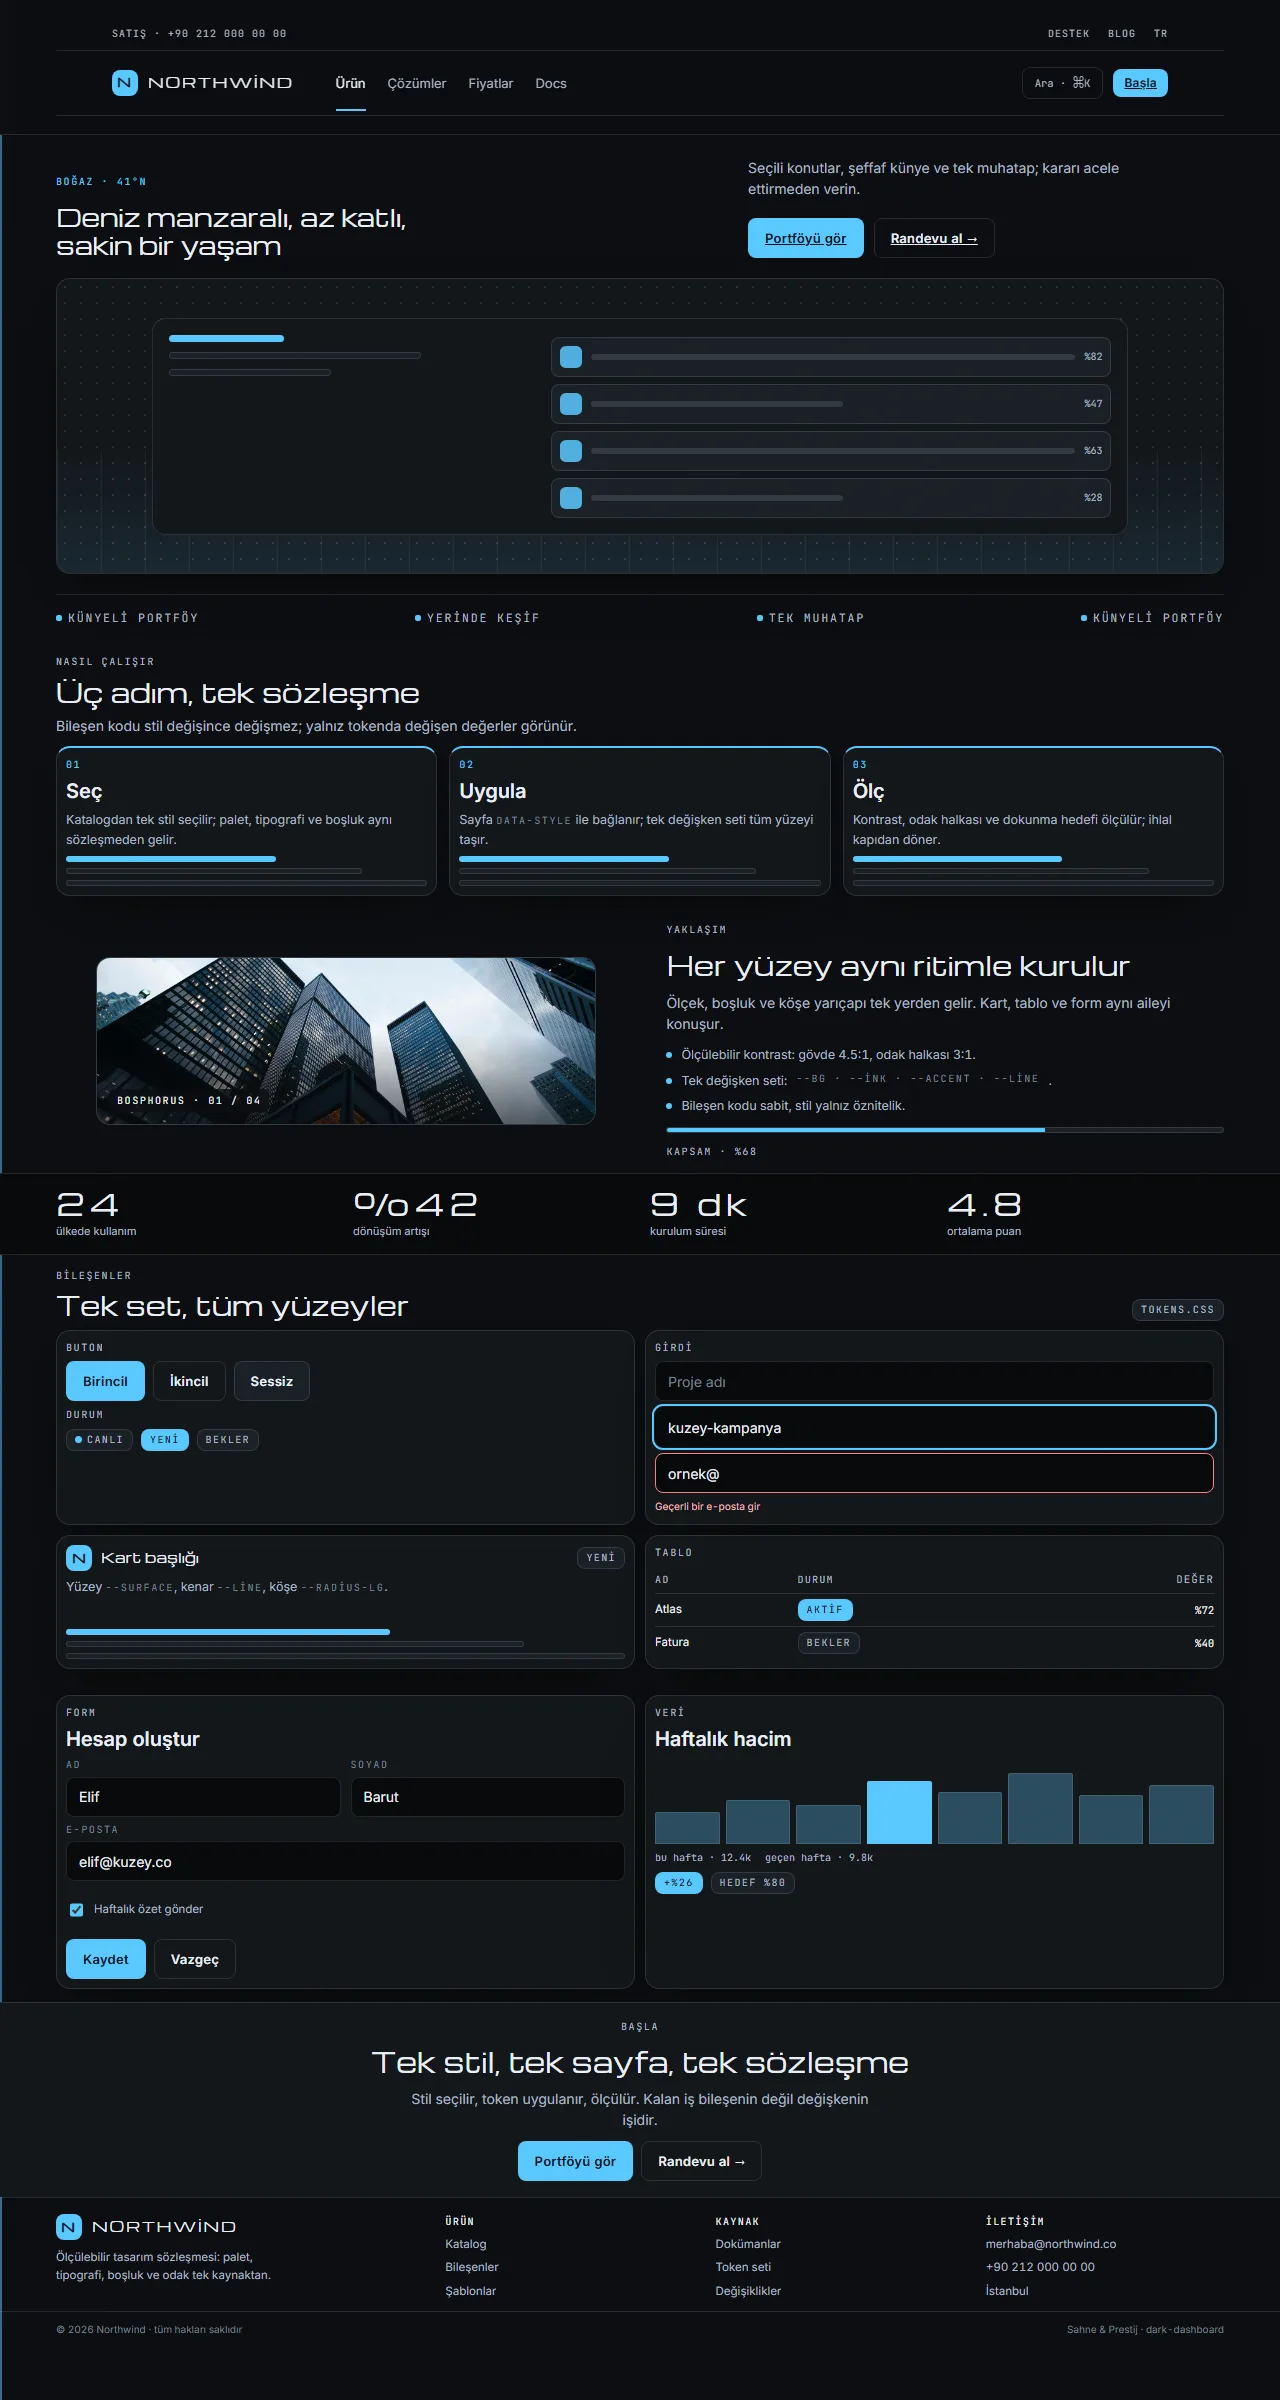 SATIŞ · +90 212 000 00 00
DESTEK BLOG TR
N NORTHWİND
Ürün Çözümler Fiyatlar Docs
Ara · ⌘K
Başla
BOĞAZ · 41°N
Deniz manzaralı, az katlı,
sakin bir yaşam
Seçili konutlar, şeffaf künye ve tek muhatap; kararı acele
ettirmeden verin.
Portföyü gör
Randevu al →
%82
%47
%63
%28
KÜNYELİ PORTFÖY
YERİNDE KEŞİF
TEK MUHATAP
KÜNYELİ PORTFÖY
NASIL ÇALIŞIR
Üç adım, tek sözleşme
Bileşen kodu stil değişince değişmez; yalnız tokenda değişen değerler görünür.
01
Seç
Katalogdan tek stil seçilir; palet, tipografi ve boşluk aynı
sözleşmeden gelir.
02
Uygula
Sayfa DATA-STYLE ile bağlanır; tek değişken seti tüm yüzeyi
taşır.
03
Ölç
Kontrast, odak halkası ve dokunma hedefi ölçülür; ihlal
kapıdan döner.
BOSPHORUS · 01 / 04
YAKLAŞIM
Her yüzey aynı ritimle kurulur
Ölçek, boşluk ve köşe yarıçapı tek yerden gelir. Kart, tablo ve form aynı aileyi
konuşur.
Ölçülebilir kontrast: gövde 4.5:1, odak halkası 3:1.
Tek değişken seti: --BG · --İNK · --ACCENT · --LİNE .
Bileşen kodu sabit, stil yalnız öznitelik.
KAPSAM · %68
24
ülkede kullanım
%42
dönüşüm artışı
9 dk
kurulum süresi
4.8
ortalama puan
BİLEŞENLER
Tek set, tüm yüzeyler
TOKENS.CSS
BUTON
Birincil
İkincil
Sessiz
DURUM
CANLI
YENİ
BEKLER
GİRDİ
Proje adı
kuzey-kampanya
ornek@
Geçerli bir e-posta gir
N Kart başlığı
YENİ
Yüzey --SURFACE, kenar --LİNE, köşe --RADİUS-LG.
TABLO
AD DURUM DEĞER
Atlas AKTİF %72
Fatura BEKLER %40
FORM
Hesap oluştur
AD
SOYAD
Elif
Barut
E-POSTA
elif@kuzey.co
Haftalık özet gönder
Kaydet
Vazgeç
VERİ
Haftalık hacim
bu hafta · 12.4k geçen hafta · 9.8k
+%26
HEDEF %80
BAŞLA
Tek stil, tek sayfa, tek sözleşme
Stil seçilir, token uygulanır, ölçülür. Kalan iş bileşenin değil değişkenin
işidir.
Portföyü gör
Randevu al →
N NORTHWİND
Ölçülebilir tasarım sözleşmesi: palet,
tipografi, boşluk ve odak tek kaynaktan.
ÜRÜN
Katalog
Bileşenler
Şablonlar
KAYNAK
Dokümanlar
Token seti
Değişiklikler
İLETİŞİM
merhaba@northwind.co
+90 212 000 00 00
İstanbul
© 2026 Northwind · tüm hakları saklıdır
Sahne & Prestij · dark-dashboard